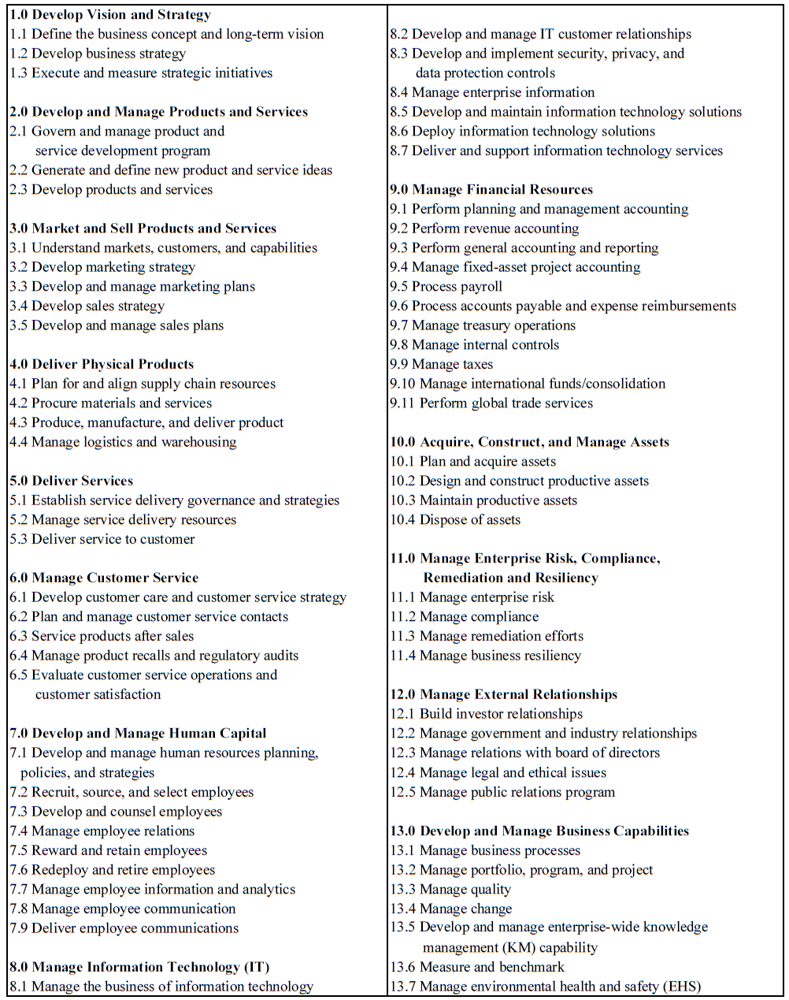 1.0 Develop Vision and Strategy
1.1 Define the business concept and long-term vision
1.2 Develop business strategy
1.3 Execute and measure strategic initiatives
2.0 Develop and Manage Products and Services
2.1 Govern and manage product and
service development program
2.2 Generate and define new product and service ideas
2.3 Develop products and services
3.0 Market and Sell Products and Services
3.1 Understand markets, customers, and capabilities
3.2 Develop marketing strategy
3.3 Develop and manage marketing plans
3.4 Develop sales strategy
3.5 Develop and manage sales plans
4.0 Deliver Physical Products
4.1 Plan for and align supply chain resources
4.2 Procure materials and services
4.3 Produce, manufacture, and deliver product
4.4 Manage logistics and warehousing
5.0 Deliver Services
5.1 Establish service delivery governance and strategies
5.2 Manage service delivery resources
5.3 Deliver service to customer
6.0 Manage Customer Service
6.1 Develop customer care and customer service strategy
6.2 Plan and manage customer service contacts
6.3 Service products after sales
6.4 Manage product recalls and regulatory audits
6.5 Evaluate customer service operations and
customer satisfaction
7.0 Develop and Manage Human Capital
7.1 Develop and manage human resources planning,
policies, and strategies
7.2 Recruit, source, and select employees
7.3 Develop and counsel employees
7.4 Manage employee relations
7.5 Reward and retain employees
7.6 Redeploy and retire employees
7.7 Manage employee information and analytics
7.8 Manage employee communication
7.9 Deliver employee communications
8.0 Manage Information Technology (IT)
8.1 Manage the business of information technology
8.2 Develop and manage IT customer relationships
8.3 Develop and implement security, privacy, and
data protection controls
8.4 Manage enterprise information
8.5 Develop and maintain information technology solutions
8.6 Deploy information technology solutions
8.7 Deliver and support information technology services
9.0 Manage Financial Resources
9.1 Perform planning and management accounting
9.2 Perform revenue accounting
9.3 Perform general accounting and reporting
9.4 Manage fixed-asset project accounting
9.5 Process payroll
9.6 Process accounts payable and expense reimbursements
9.7 Manage treasury operations
9.8 Manage internal controls
9.9 Manage taxes
9.10 Manage international funds/consolidation
9.11 Perform global trade services
10.0 Acquire, Construct, and Manage Assets
10.1 Plan and acquire assets
10.2 Design and construct productive assets
10.3 Maintain productive assets
10.4 Dispose of assets
11.0 Manage Enterprise Risk, Compliance,
Remediation and Resiliency
11.1 Manage enterprise risk
11.2 Manage compliance
11.3 Manage remediation efforts
11.4 Manage business resiliency
12.0 Manage External Relationships
12.1 Build investor relationships
12.2 Manage government and industry relationships
12.3 Manage relations with board of directors
12.4 Manage legal and ethical issues
12.5 Manage public relations program
13.0 Develop and Manage Business Capabilities
13.1 Manage business processes
13.2 Manage portfolio, program, and project
13.3 Manage quality
13.4 Manage change
13.5 Develop and manage enterprise-wide knowledge
management (KM) capability
13.6 Measure and benchmark
13.7 Manage environmental health and safety (EHS)